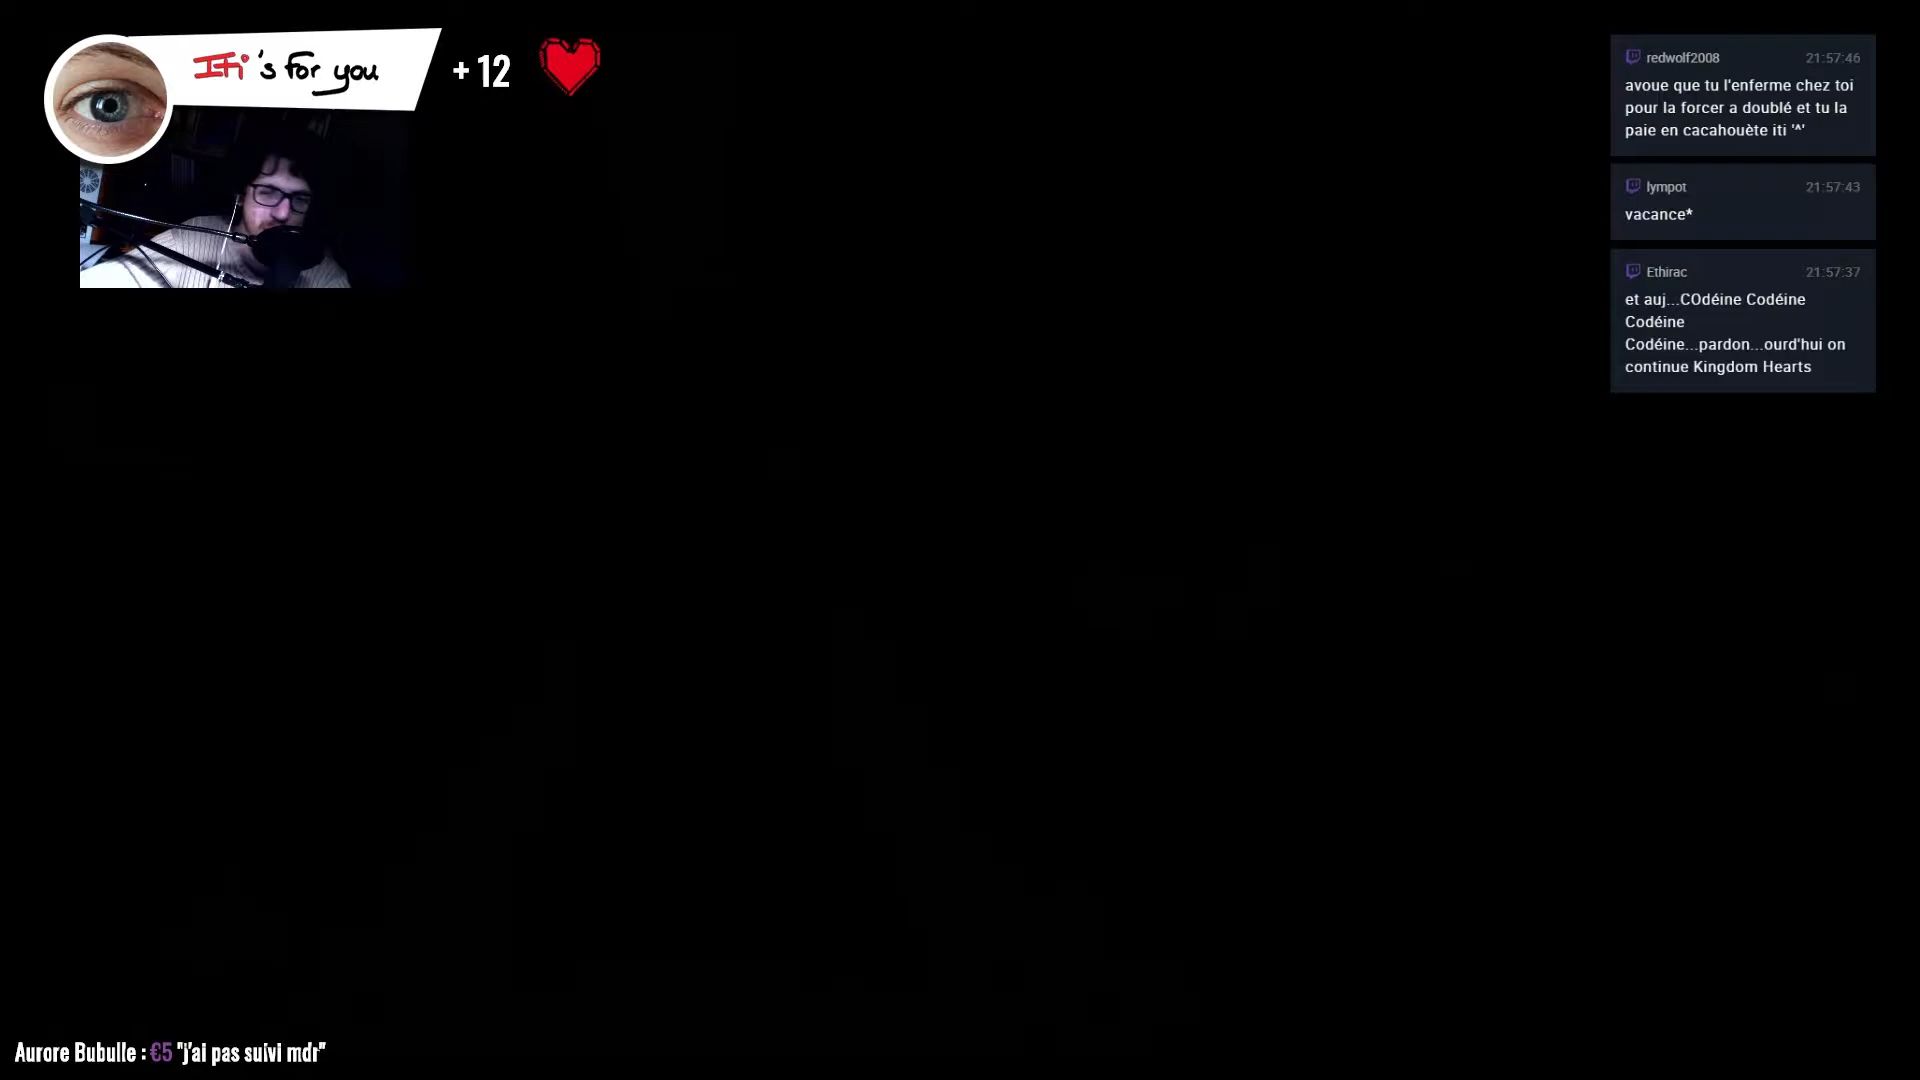 Iti's for you
+ 12
redwolf2008 21:57:46
avoue que tu l'enferme chez toi
pour la forcer a doublé et tu la
paie en cacahouète iti '^'
lympot 21:57:43
vacance*
Ethirac 21:57:37
et auj...COdéine Codéine
Codéine
Codéine...pardon...ourd'hui on
continue Kingdom Hearts
Aurore Bubulle : €5 "j'ai pas suivi mdr"